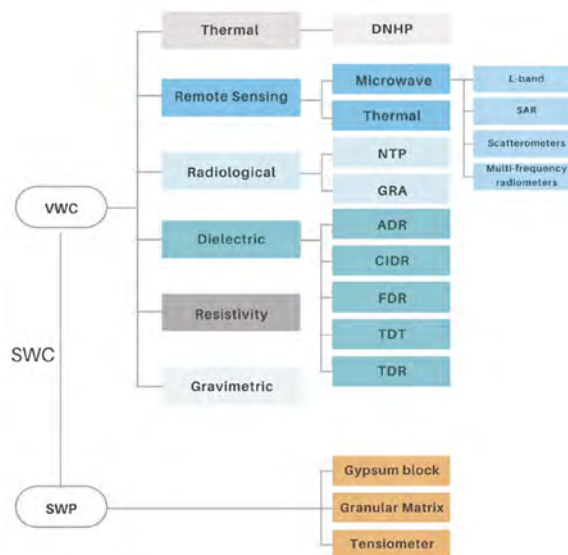 Thermal
DNHP
Remote Sensing
Microwave
L-band
SAR
Thermal
Scatterometers
Multi-frequency
radiometers
Radiological
NTP
GRA
VWC
Dielectric
ADR
CIDR
FDR
TDT
TDR
Resistivity
SWC
Gravimetric
SWP
Gypsum block
Granular Matrix
Tensiometer